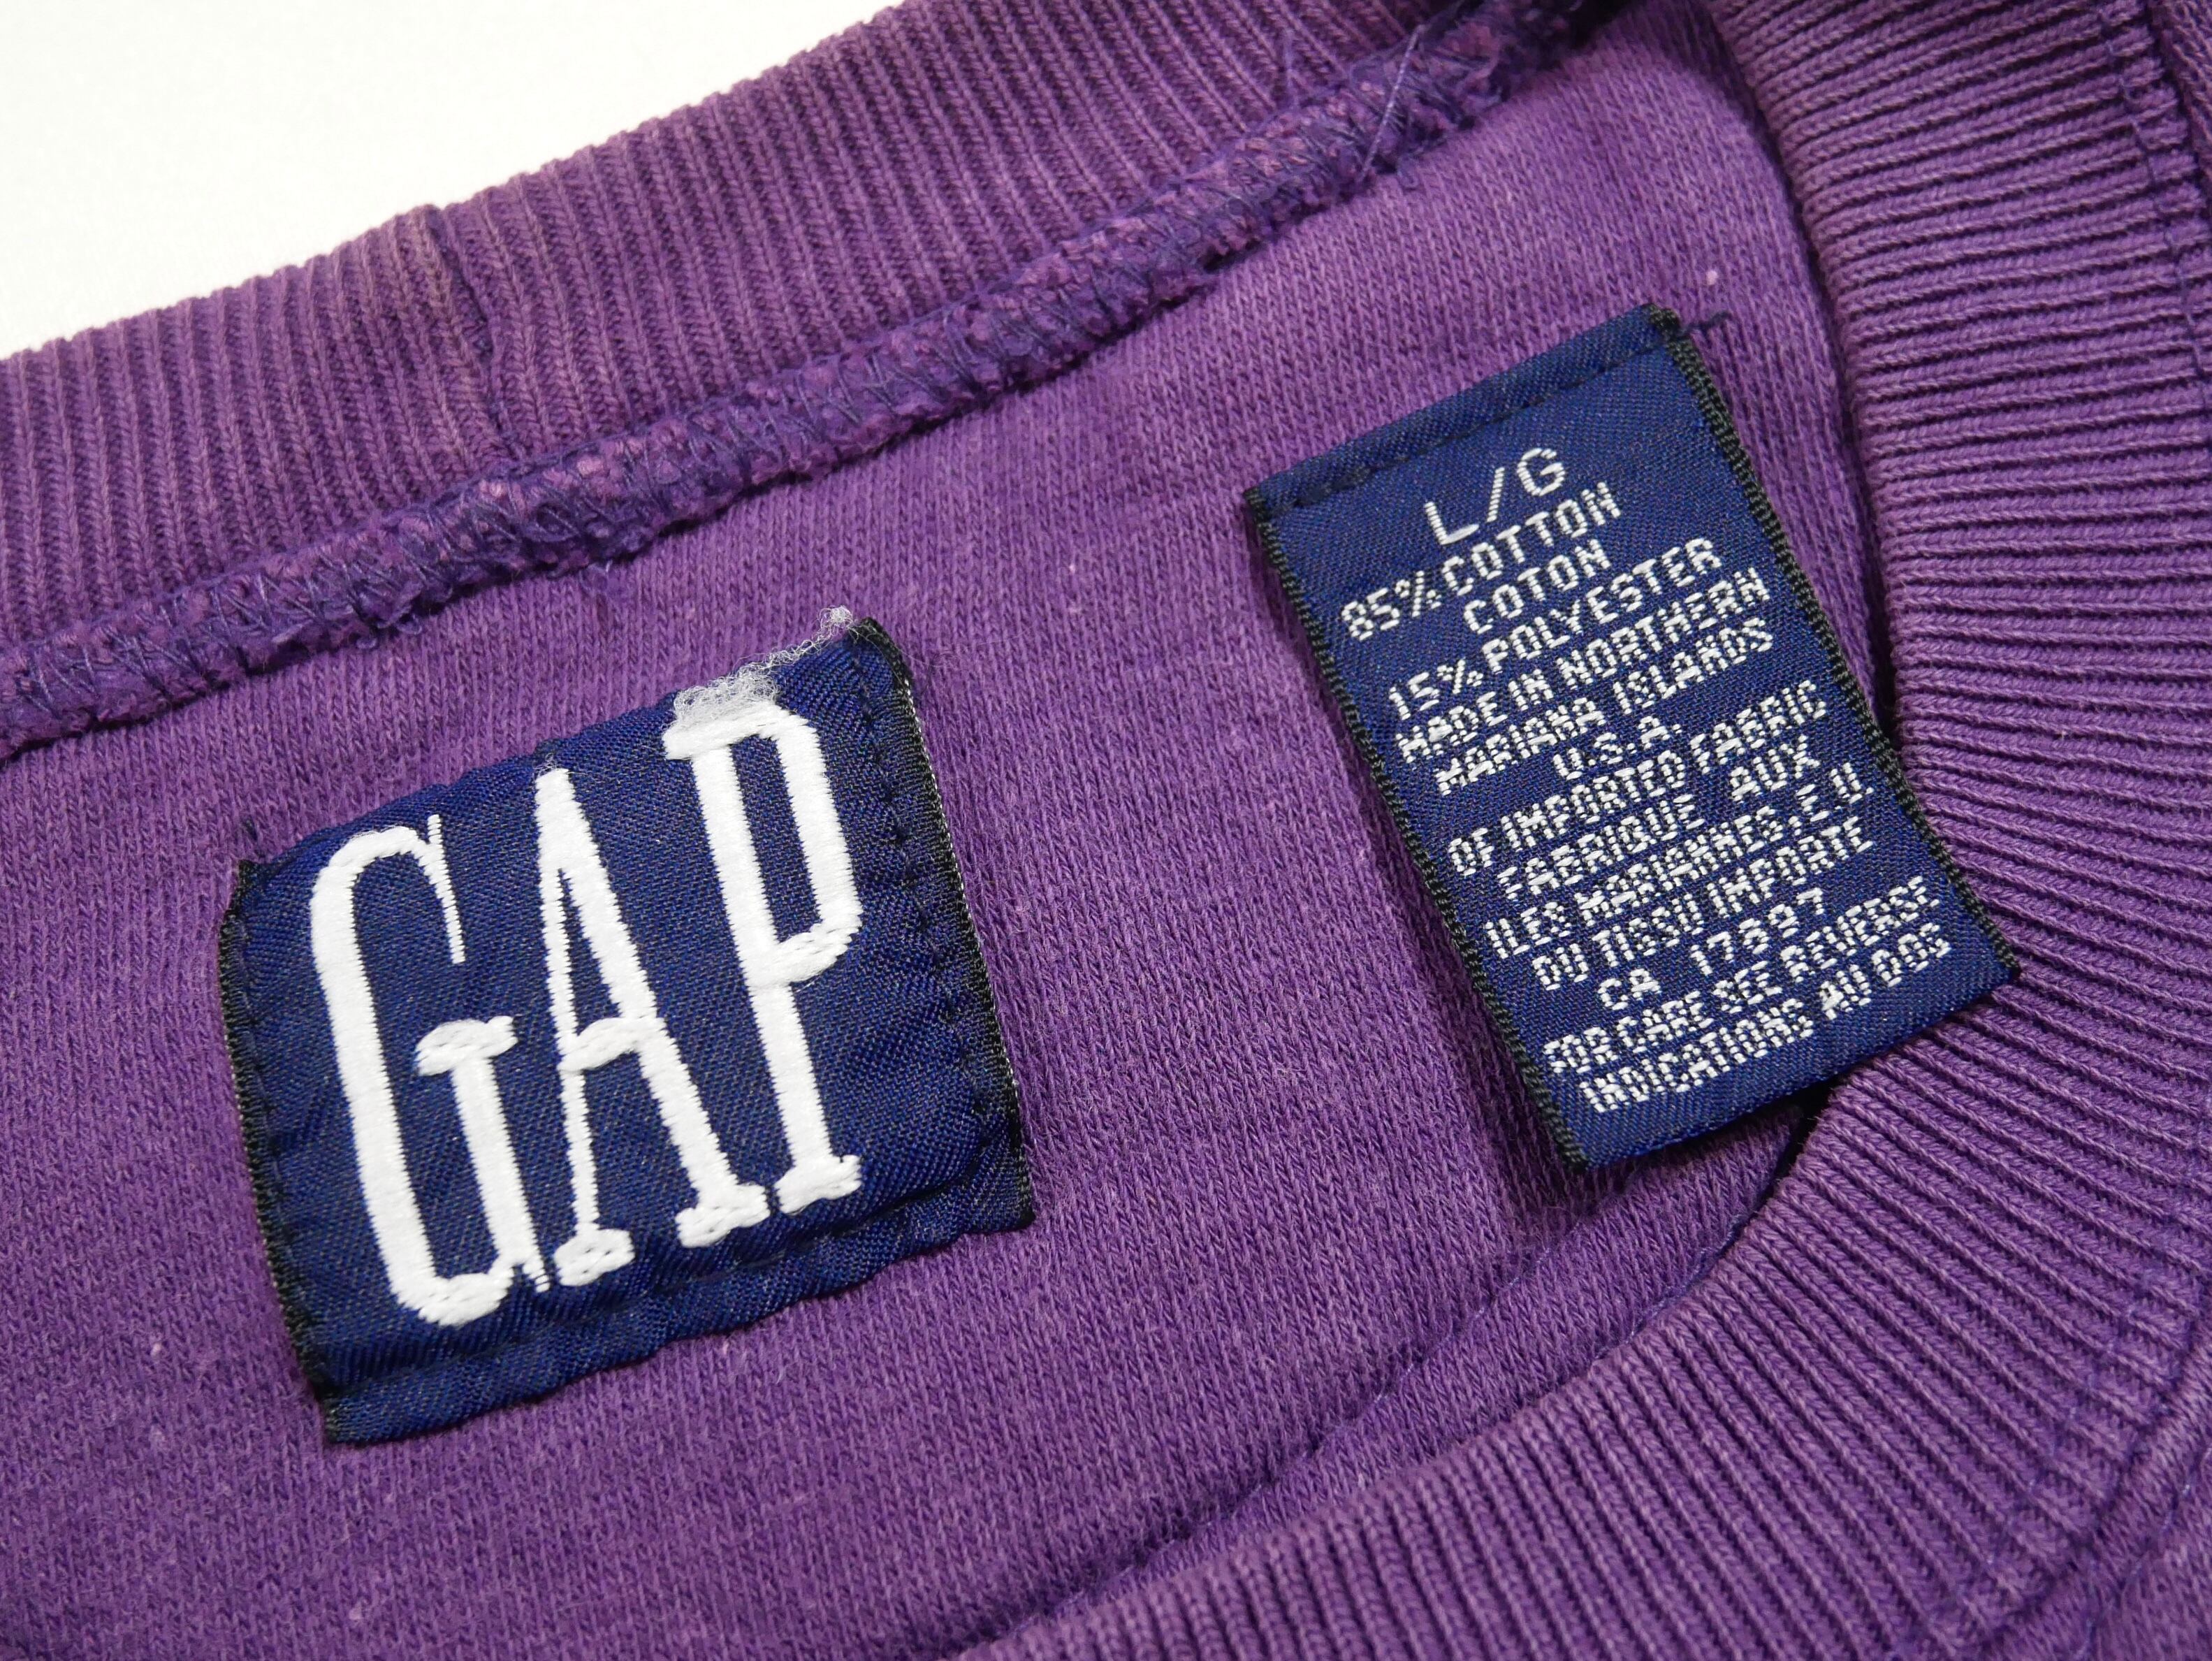 GAP
L/G
85% COTTON
COTON
15% POLYESTER
MADE IN NORTHERN
MARIANA ISLANDS
U.S.A.
OF IMPORTED FABRIC
FABRIQUE AUX
ILES MARIANNES E.U.
DU TISSU IMPORTE
CA 17897
FOR CARE SEE REVERSE
INDICATIONS AU DOS